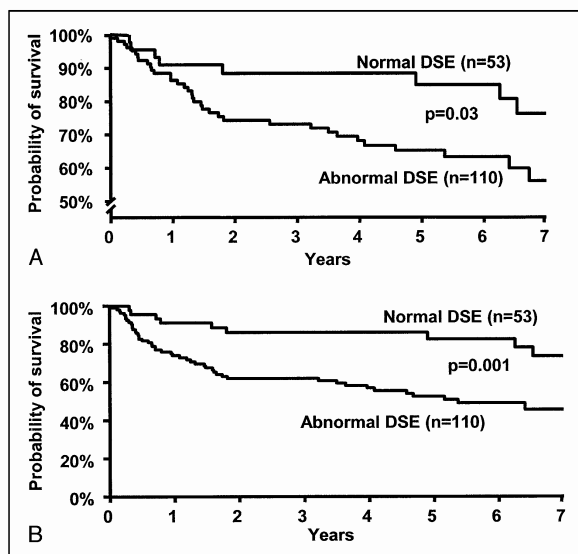 100%
90%
80%
70%
60%
50%
Probability of survival
Normal DSE (n=53)
p=0.03
Abnormal DSE (n=110)
0 1 2 3 4 5 6 7
Years
A
100%
80%
60%
40%
20%
0%
Probability of survival
Normal DSE (n=53)
p=0.001
Abnormal DSE (n=110)
0 1 2 3 4 5 6 7
Years
B